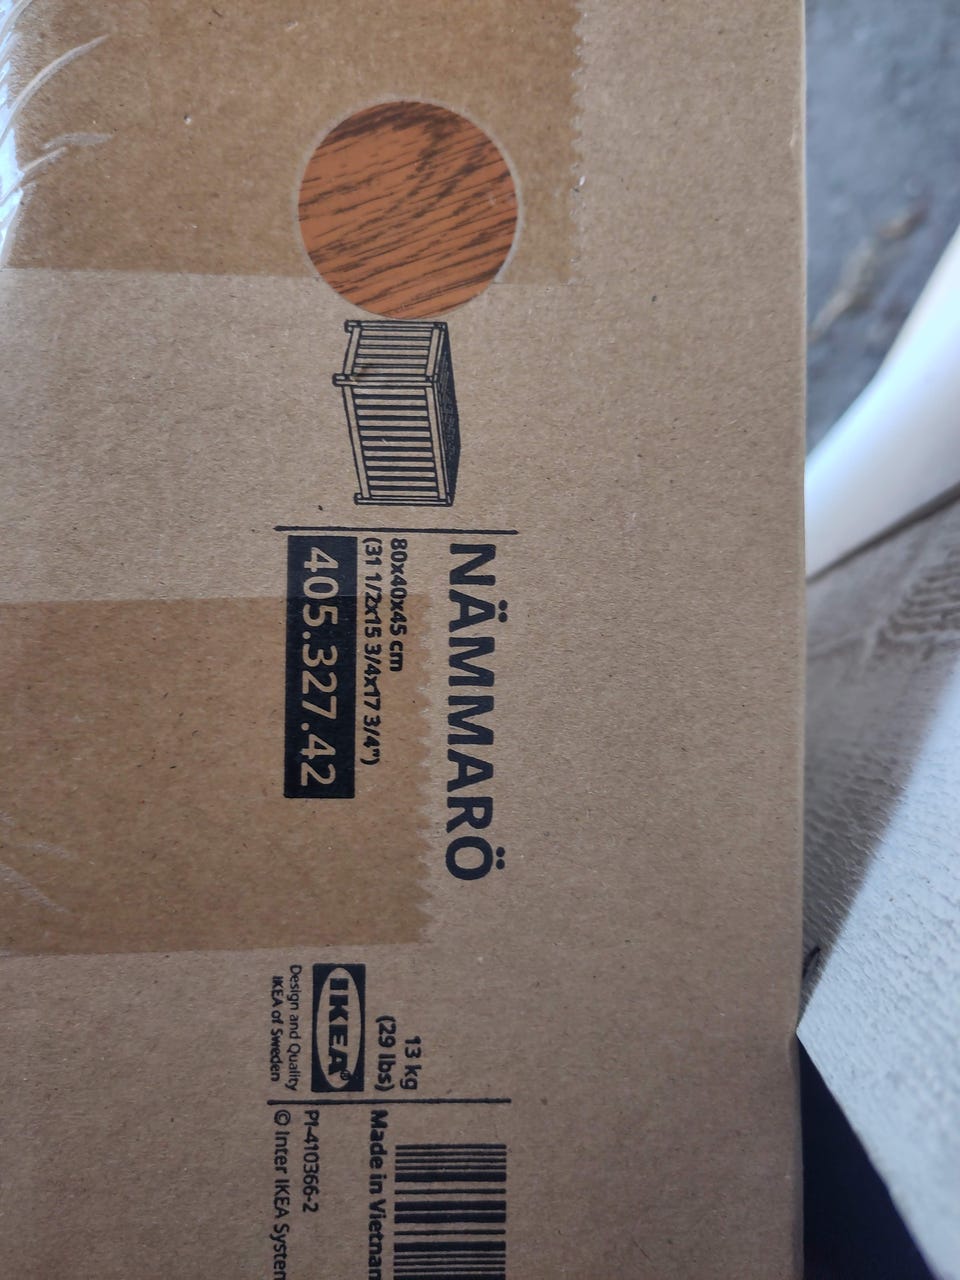 NÄMMARÖ
80x40x45 cm
(31 1/2x15 3/4x17 3/4")
405.327.42
13 kg
(29 lbs)
IKEA®
Design and Quality
IKEA of Sweden
Made in Vietnam
PI-410366-2
© Inter IKEA System